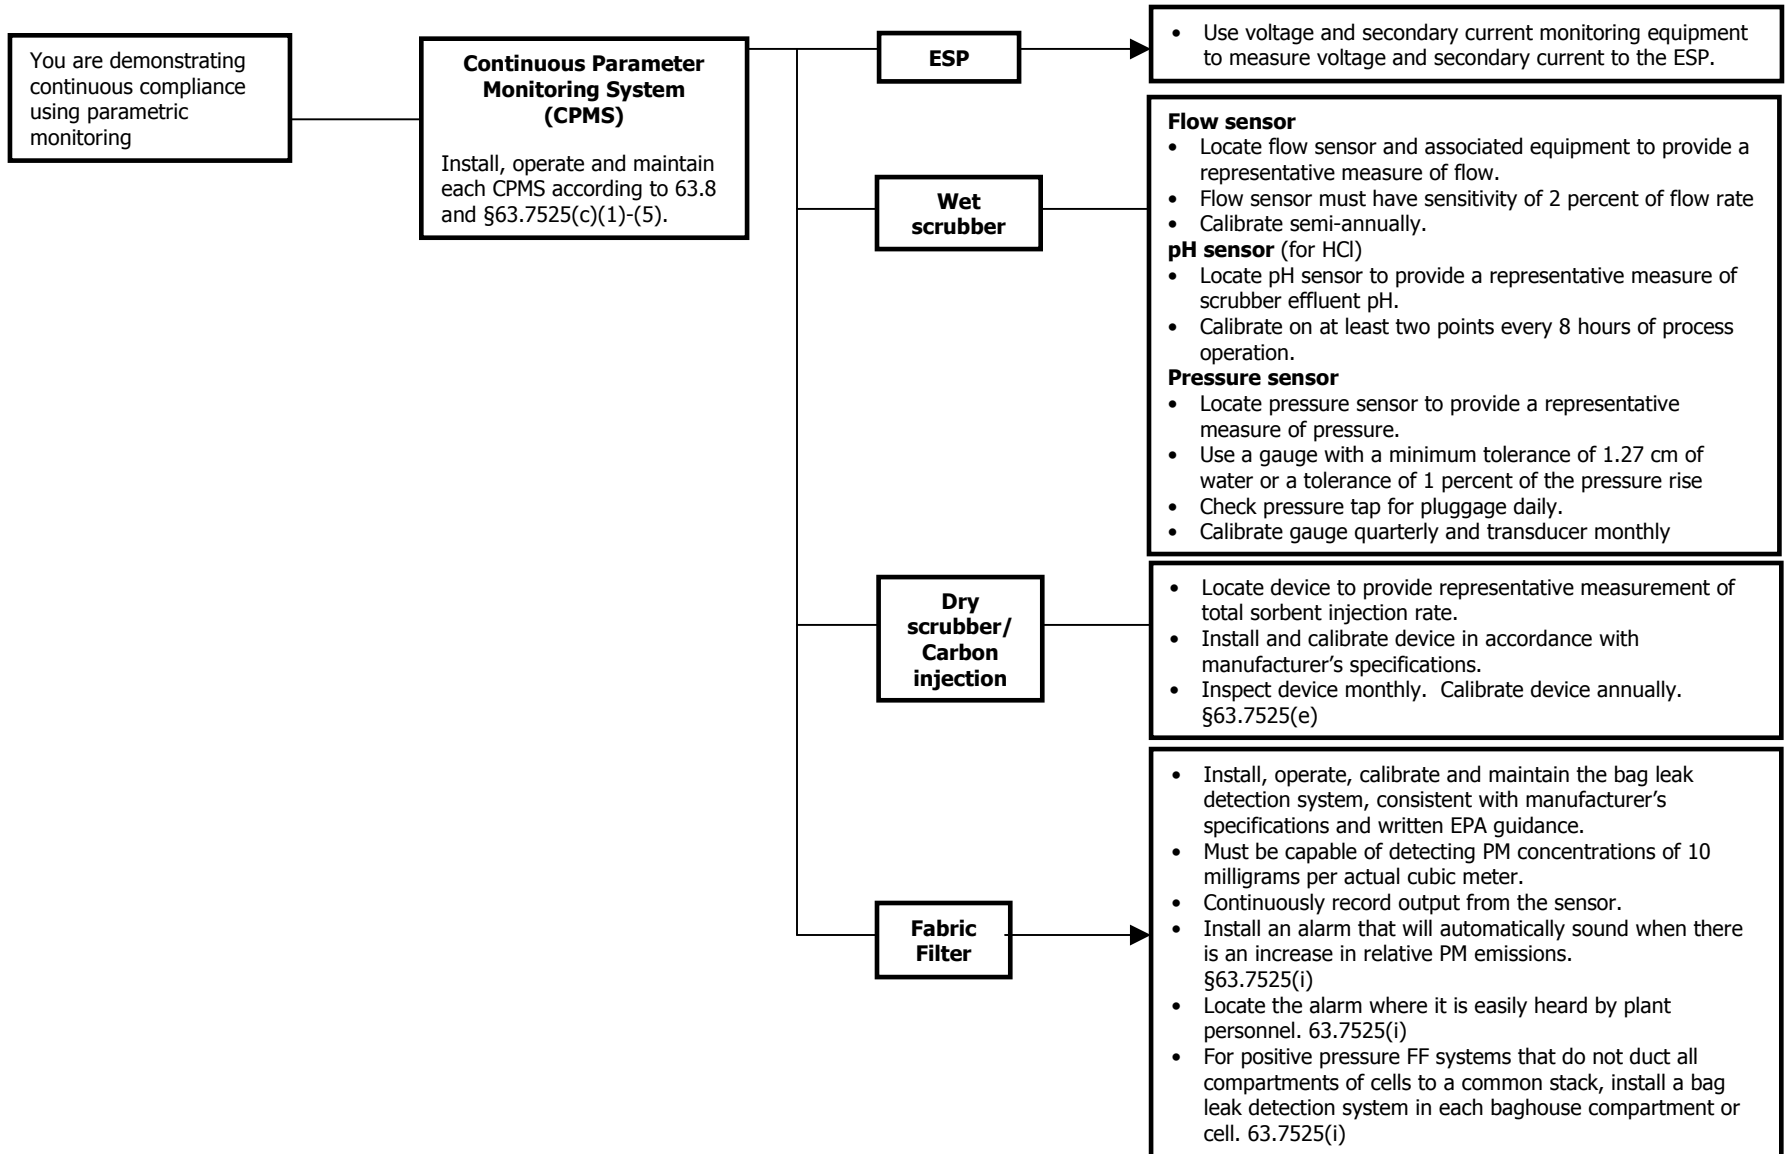 You are demonstrating
continuous compliance
using parametric
monitoring
Continuous Parameter
Monitoring System
(CPMS)
Install, operate and maintain
each CPMS according to 63.8
and §63.7525(c)(1)-(5).
ESP
• Use voltage and secondary current monitoring equipment
to measure voltage and secondary current to the ESP.
Wet
scrubber
Flow sensor
• Locate flow sensor and associated equipment to provide a
representative measure of flow.
• Flow sensor must have sensitivity of 2 percent of flow rate
• Calibrate semi-annually.
pH sensor (for HCl)
• Locate pH sensor to provide a representative measure of
scrubber effluent pH.
• Calibrate on at least two points every 8 hours of process
operation.
Pressure sensor
• Locate pressure sensor to provide a representative
measure of pressure.
• Use a gauge with a minimum tolerance of 1.27 cm of
water or a tolerance of 1 percent of the pressure rise
• Check pressure tap for pluggage daily.
• Calibrate gauge quarterly and transducer monthly
Dry
scrubber/
Carbon
injection
• Locate device to provide representative measurement of
total sorbent injection rate.
• Install and calibrate device in accordance with
manufacturer’s specifications.
• Inspect device monthly.  Calibrate device annually.
§63.7525(e)
Fabric
Filter
• Install, operate, calibrate and maintain the bag leak
detection system, consistent with manufacturer’s
specifications and written EPA guidance.
• Must be capable of detecting PM concentrations of 10
milligrams per actual cubic meter.
• Continuously record output from the sensor.
• Install an alarm that will automatically sound when there
is an increase in relative PM emissions.
§63.7525(i)
• Locate the alarm where it is easily heard by plant
personnel. 63.7525(i)
• For positive pressure FF systems that do not duct all
compartments of cells to a common stack, install a bag
leak detection system in each baghouse compartment or
cell. 63.7525(i)